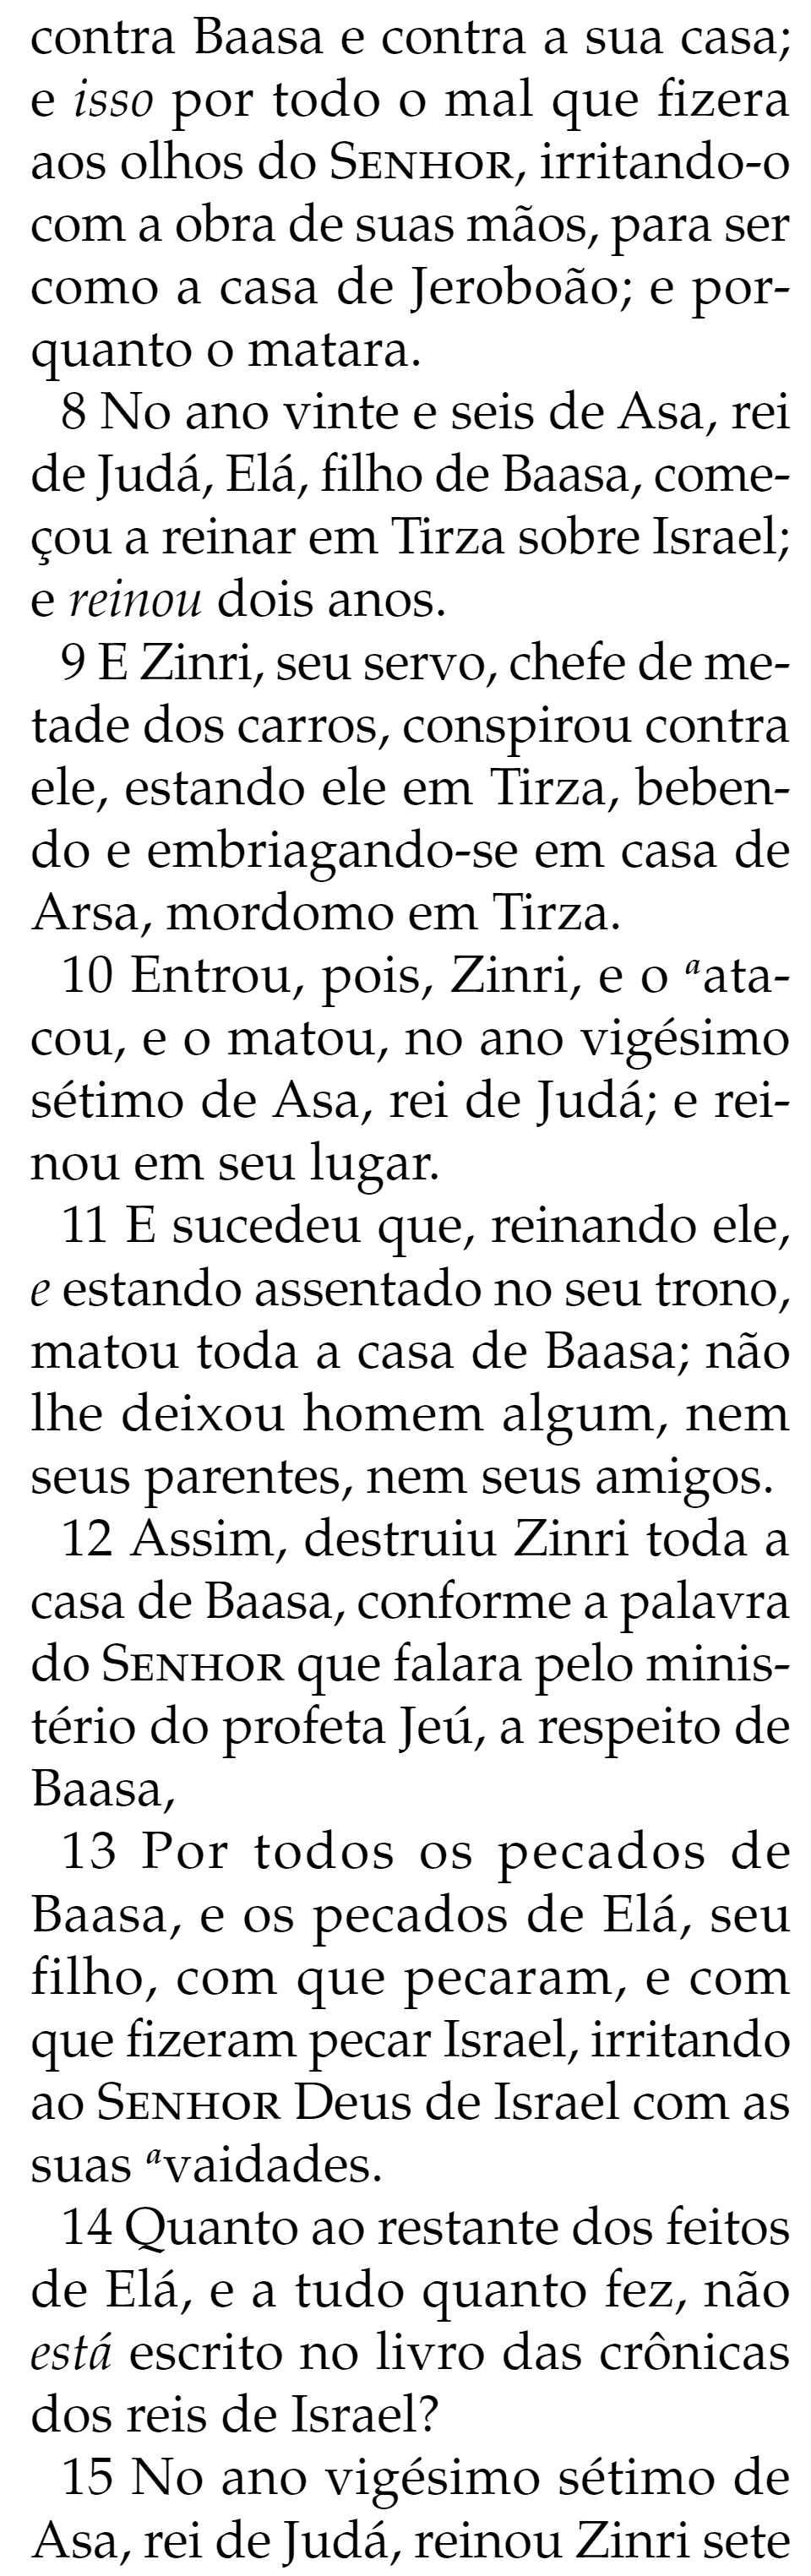 contra Baasa e contra a sua casa;
e isso por todo o mal que fizera
aos olhos do SENHOR, irritando-o
com a obra de suas mãos, para ser
como a casa de Jeroboão; e por-
quanto o matara.
8 No ano vinte e seis de Asa, rei
de Judá, Elá, filho de Baasa, come-
çou a reinar em Tirza sobre Israel;
e reinou dois anos.
9 E Zinri, seu servo, chefe de me-
tade dos carros, conspirou contra
ele, estando ele em Tirza, beben-
do e embriagando-se em casa de
Arsa, mordomo em Tirza.
10 Entrou, pois, Zinri, e o ᵃata-
cou, e o matou, no ano vigésimo
sétimo de Asa, rei de Judá; e rei-
nou em seu lugar.
11 E sucedeu que, reinando ele,
e estando assentado no seu trono,
matou toda a casa de Baasa; não
lhe deixou homem algum, nem
seus parentes, nem seus amigos.
12 Assim, destruiu Zinri toda a
casa de Baasa, conforme a palavra
do SENHOR que falara pelo minis-
tério do profeta Jeú, a respeito de
Baasa,
13 Por todos os pecados de
Baasa, e os pecados de Elá, seu
filho, com que pecaram, e com
que fizeram pecar Israel, irritando
ao SENHOR Deus de Israel com as
suas ᵃvaidades.
14 Quanto ao restante dos feitos
de Elá, e a tudo quanto fez, não
está escrito no livro das crônicas
dos reis de Israel?
15 No ano vigésimo sétimo de
Asa, rei de Judá, reinou Zinri sete